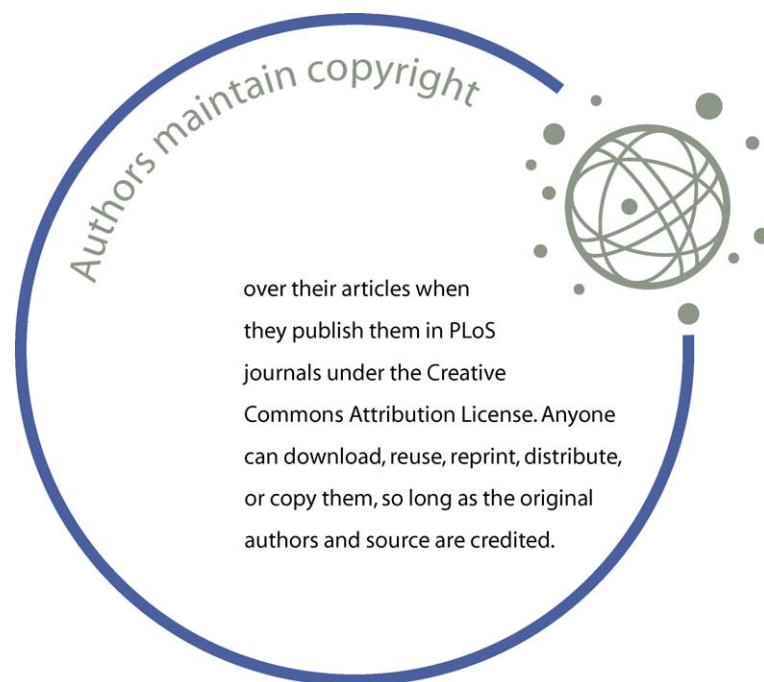 Authors maintain copyright
over their articles when
they publish them in PLoS
journals under the Creative
Commons Attribution License. Anyone
can download, reuse, reprint, distribute,
or copy them, so long as the original
authors and source are credited.